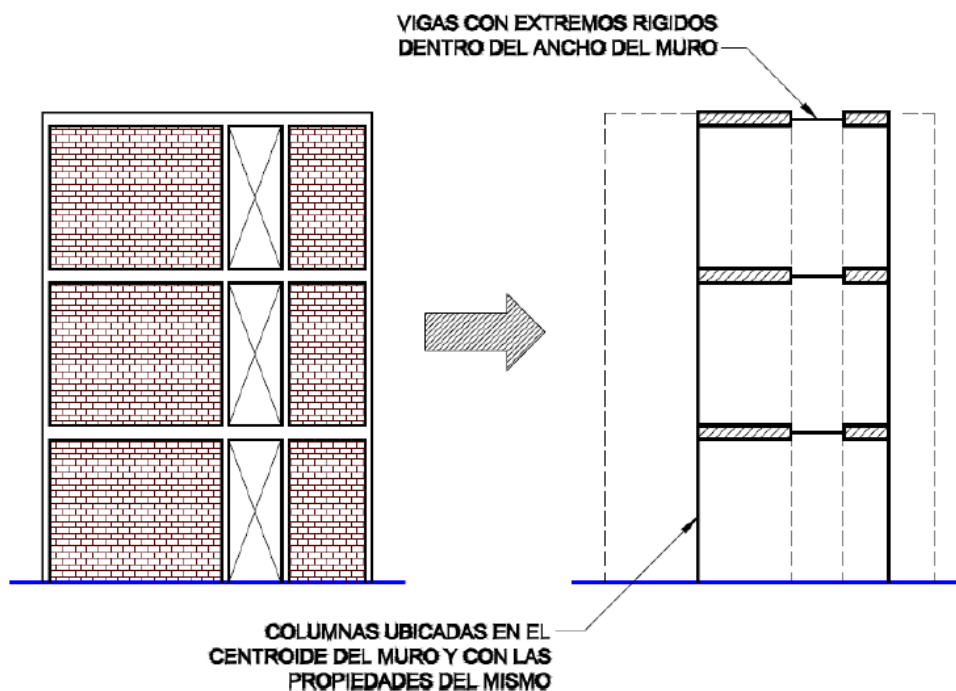 VIGAS CON EXTREMOS RIGIDOS
DENTRO DEL ANCHO DEL MURO
COLUMNAS UBICADAS EN EL
CENTROIDE DEL MURO Y CON LAS
PROPIEDADES DEL MISMO